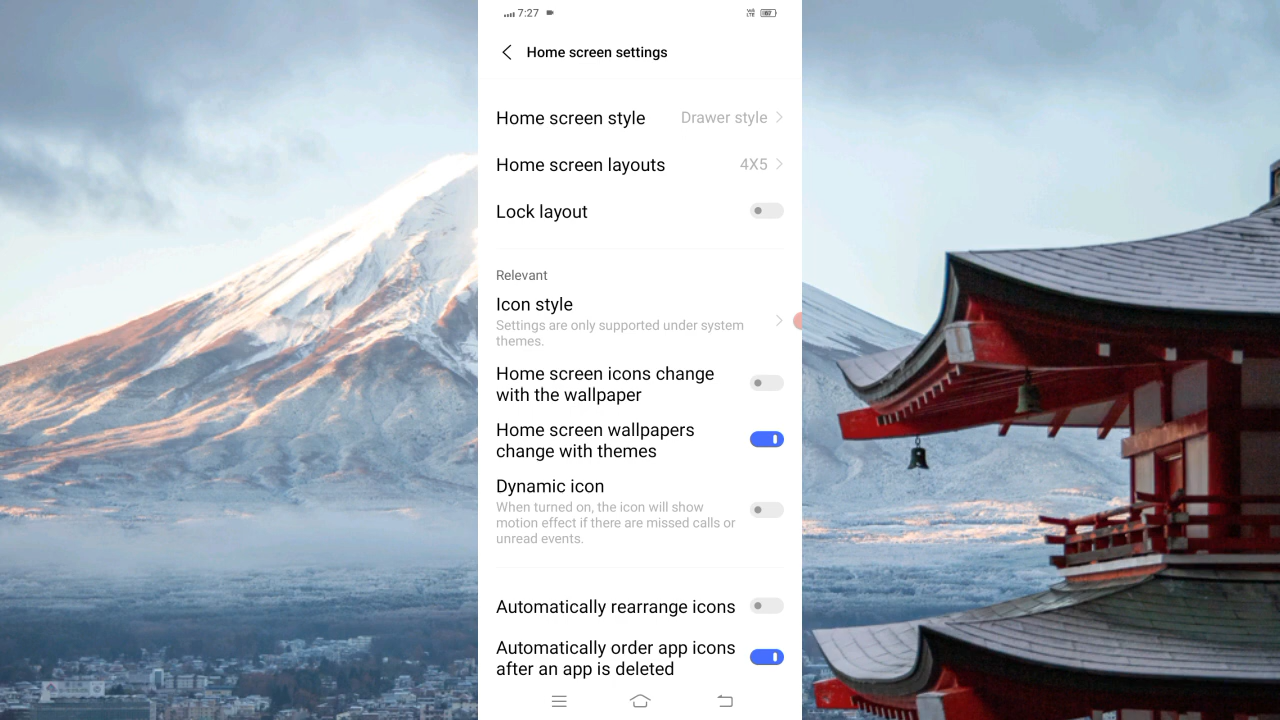 7:27
Vo)
LTE
67
Home screen settings
Home screen style
Drawer style
Home screen layouts
4X5
Lock layout
Relevant
Icon style
Settings are only supported under system
themes.
Home screen icons change
with the wallpaper
Home screen wallpapers
change with themes
Dynamic icon
When turned on, the icon will show
motion effect if there are missed calls or
unread events.
Automatically rearrange icons
Automatically order app icons
after an app is deleted